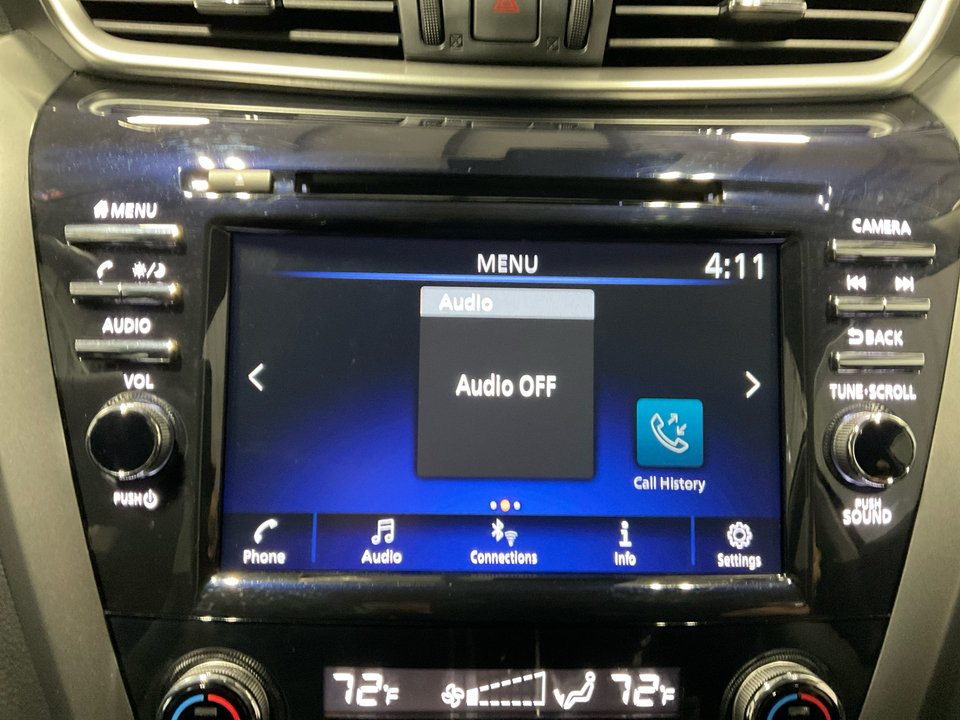 MENU
AUDIO
VOL
PUSH
CAMERA
BACK
TUNE•SCROLL
PUSH
SOUND
MENU
4:11
Audio
Audio OFF
Call History
Phone
Audio
Connections
Info
Settings
72°F
72°F